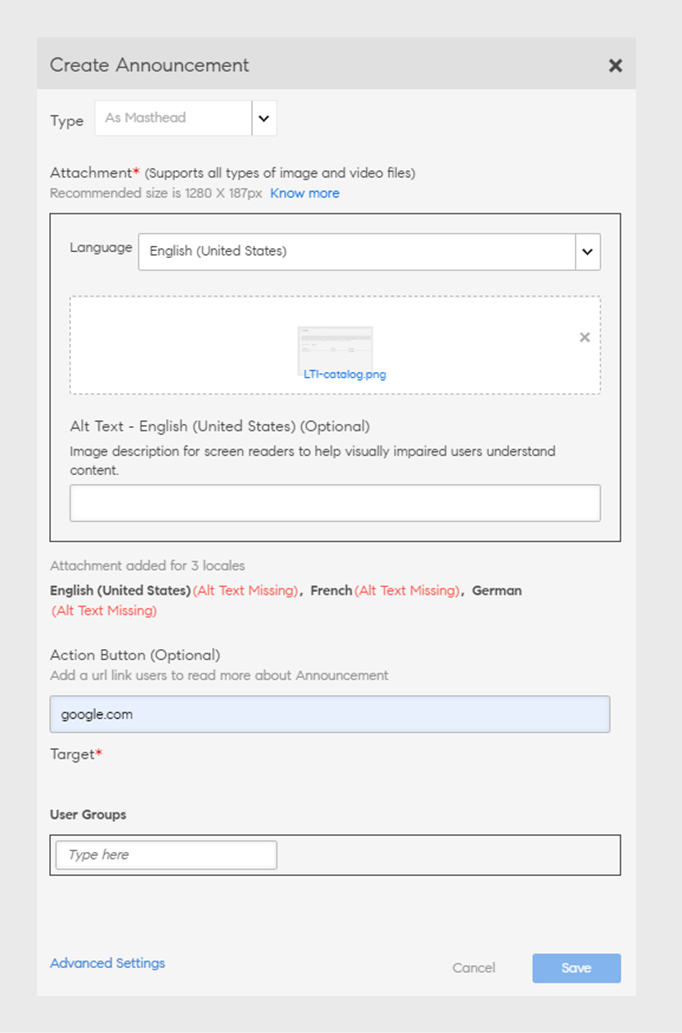 Create Announcement
Type As Masthead
Attachment* (Supports all types of image and video files)
Recommended size is 1280 X 187px Know more
Language English (United States)
LTI-catalog.png
Alt Text - English (United States) (Optional)
Image description for screen readers to help visually impaired users understand
content.
Attachment added for 3 locales
English (United States) (Alt Text Missing), French (Alt Text Missing), German
(Alt Text Missing)
Action Button (Optional)
Add a url link users to read more about Announcement
google.com
Target*
User Groups
Type here
Advanced Settings Cancel Save